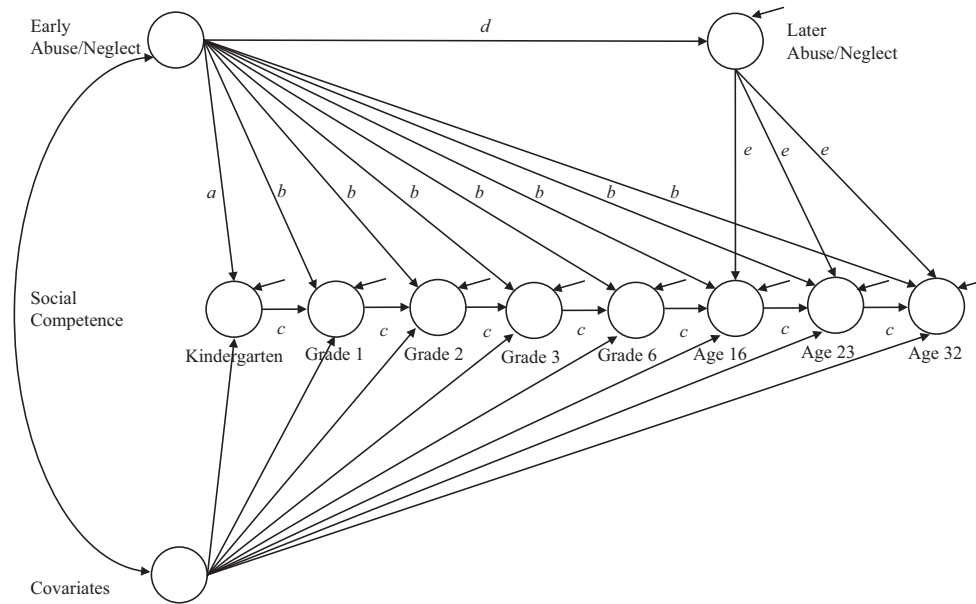 Early
Abuse/Neglect
d
Later
Abuse/Neglect
a
b
b
b
b
b
b
b
e
e
e
Social
Competence
c
c
c
c
c
c
c
Kindergarten
Grade 1
Grade 2
Grade 3
Grade 6
Age 16
Age 23
Age 32
Covariates